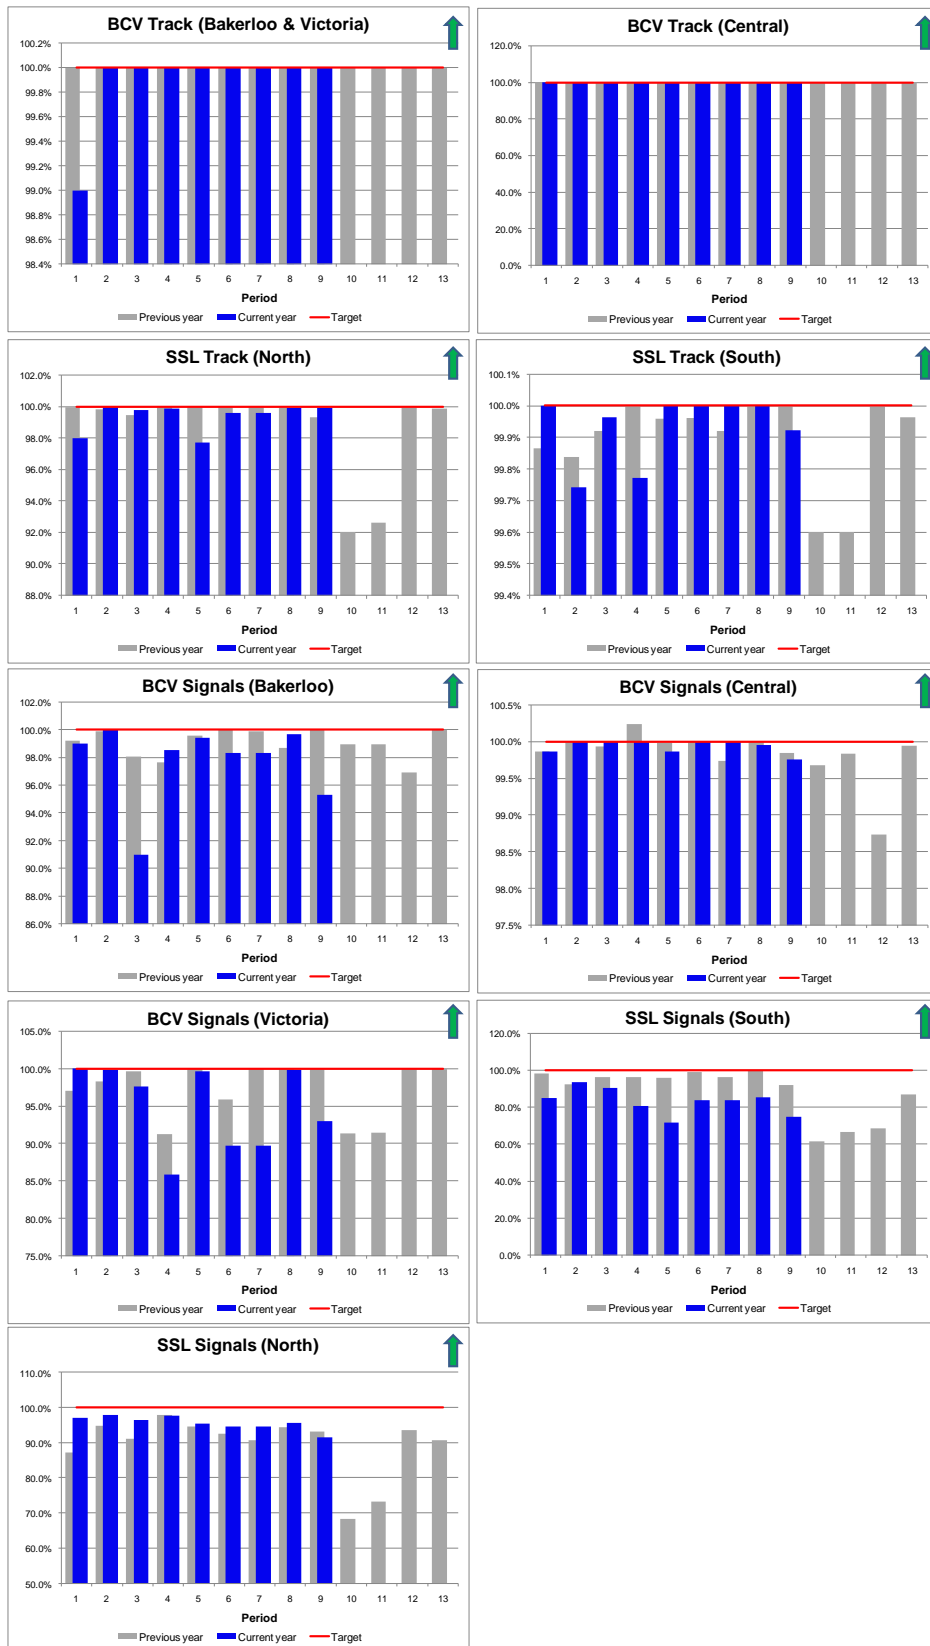 BCV Track (Bakerloo & Victoria)
100.2%
100.0%
99.8%
99.6%
99.4%
99.2%
99.0%
98.8%
98.6%
98.4%
1 2 3 4 5 6 7 8 9 10 11 12 13
Period
Previous year Current year Target
BCV Track (Central)
120.0%
100.0%
80.0%
60.0%
40.0%
20.0%
0.0%
1 2 3 4 5 6 7 8 9 10 11 12 13
Period
Previous year Current year Target
SSL Track (North)
102.0%
100.0%
98.0%
96.0%
94.0%
92.0%
90.0%
88.0%
1 2 3 4 5 6 7 8 9 10 11 12 13
Period
Previous year Current year Target
SSL Track (South)
100.1%
100.0%
99.9%
99.8%
99.7%
99.6%
99.5%
99.4%
1 2 3 4 5 6 7 8 9 10 11 12 13
Period
Previous year Current year Target
BCV Signals (Bakerloo)
102.0%
100.0%
98.0%
96.0%
94.0%
92.0%
90.0%
88.0%
86.0%
1 2 3 4 5 6 7 8 9 10 11 12 13
Period
Previous year Current year Target
BCV Signals (Central)
100.5%
100.0%
99.5%
99.0%
98.5%
98.0%
97.5%
1 2 3 4 5 6 7 8 9 10 11 12 13
Period
Previous year Current year Target
BCV Signals (Victoria)
105.0%
100.0%
95.0%
90.0%
85.0%
80.0%
75.0%
1 2 3 4 5 6 7 8 9 10 11 12 13
Period
Previous year Current year Target
SSL Signals (South)
120.0%
100.0%
80.0%
60.0%
40.0%
20.0%
0.0%
1 2 3 4 5 6 7 8 9 10 11 12 13
Period
Previous year Current year Target
SSL Signals (North)
110.0%
100.0%
90.0%
80.0%
70.0%
60.0%
50.0%
1 2 3 4 5 6 7 8 9 10 11 12 13
Period
Previous year Current year Target